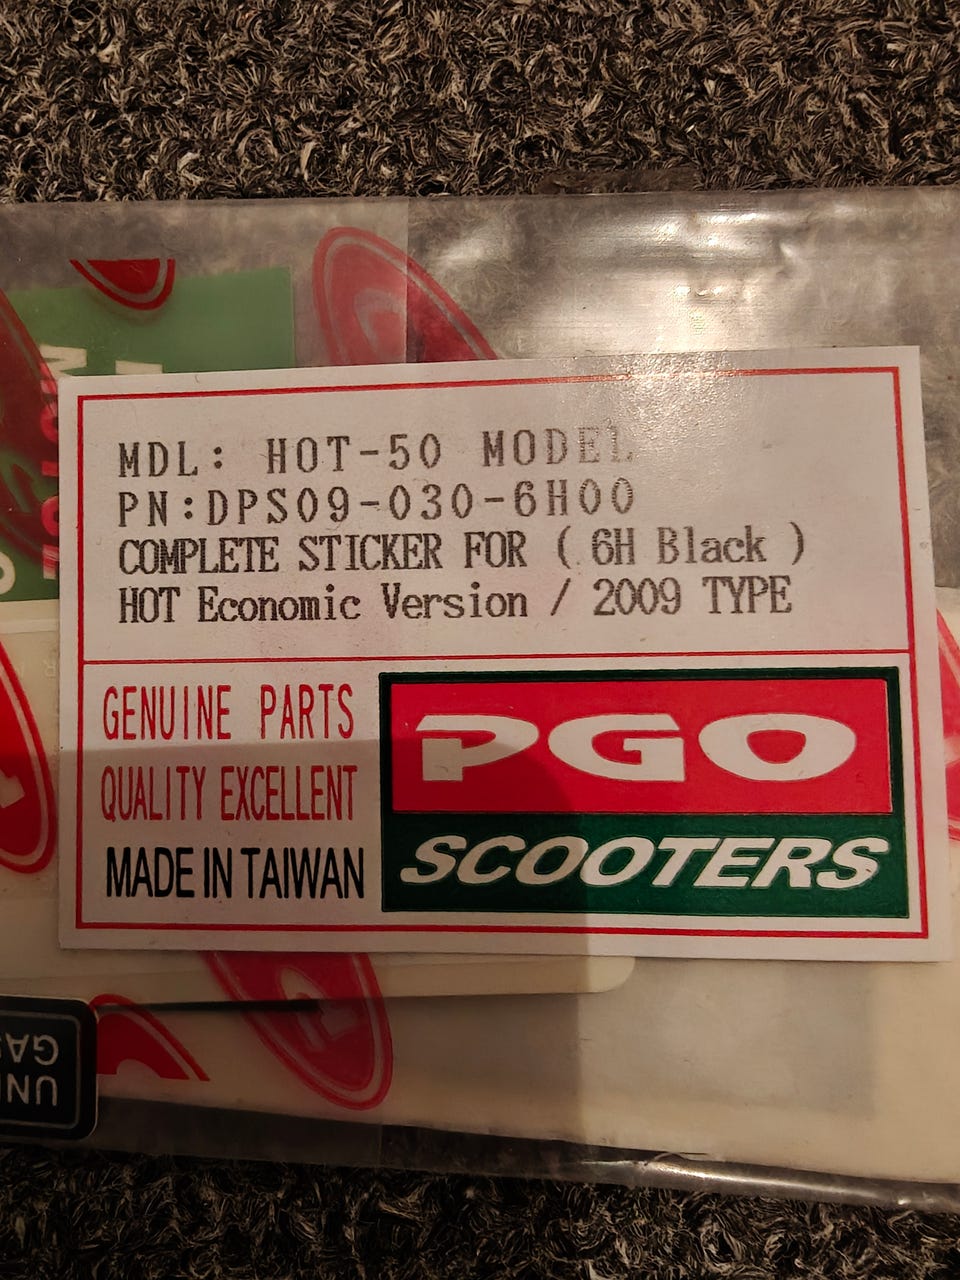 MDL: HOT-50 MODEL
PN:DPS09-030-6H00
COMPLETE STICKER FOR ( 6H Black )
HOT Economic Version / 2009 TYPE
GENUINE PARTS
QUALITY EXCELLENT
MADE IN TAIWAN
PGO
SCOOTERS